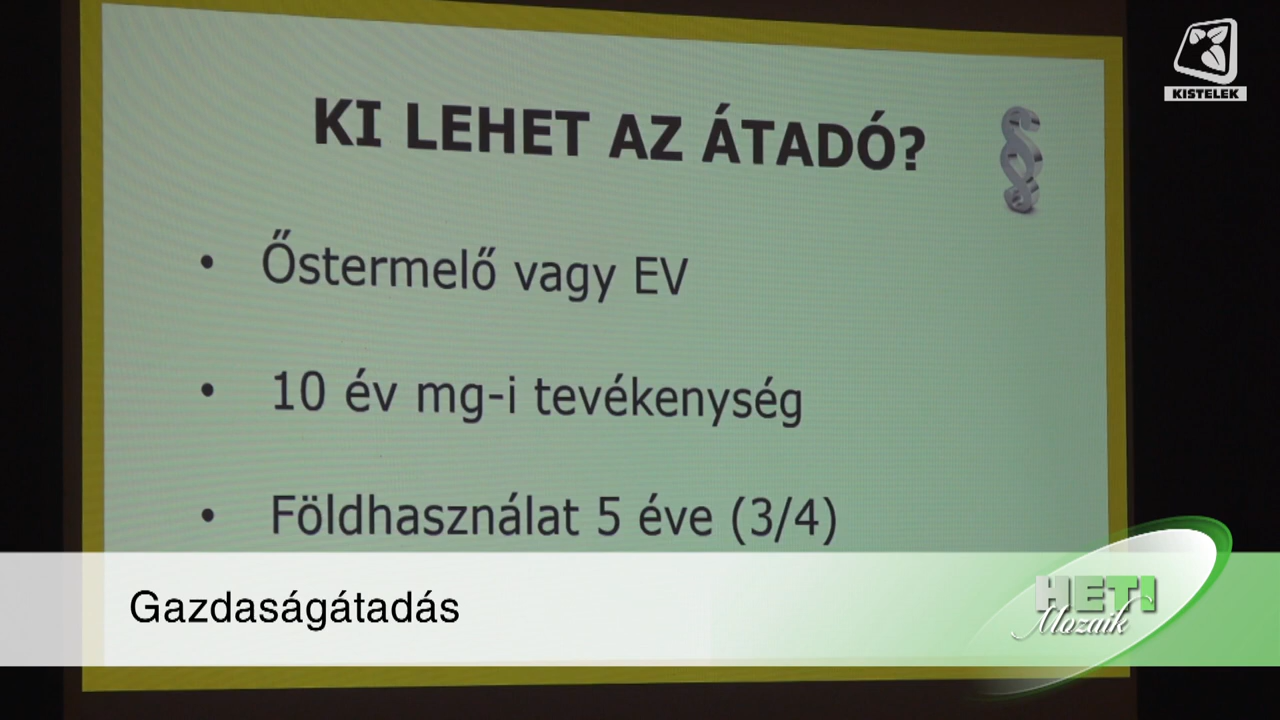 KISTELEK
KI LEHET AZ ÁTADÓ?
• Őstermelő vagy EV
• 10 év mg-i tevékenység
• Földhasználat 5 éve (3/4)
Gazdaságátadás
HETI
Mozaik